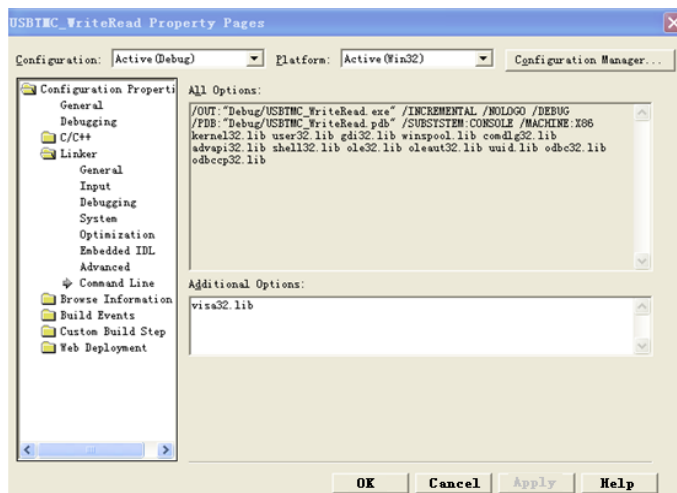 USBTMC_WriteRead Property Pages
Configuration: Active(Debug) Platform: Active(Win32) Configuration Manager...
Configuration Properti
General
Debugging
C/C++
Linker
General
Input
Debugging
System
Optimization
Embedded IDL
Advanced
Command Line
Browse Information
Build Events
Custom Build Step
Web Deployment
All Options:
/OUT:"Debug/USBTMC_WriteRead.exe" /INCREMENTAL /NOLOGO /DEBUG
/PDB:"Debug/USBTMC_WriteRead.pdb" /SUBSYSTEM:CONSOLE /MACHINE:X86
kernel32.lib user32.lib gdi32.lib winspool.lib comdlg32.lib
advapi32.lib shell32.lib ole32.lib oleaut32.lib uuid.lib odbc32.lib
odbccp32.lib
Additional Options:
visa32.lib
OK Cancel Apply Help